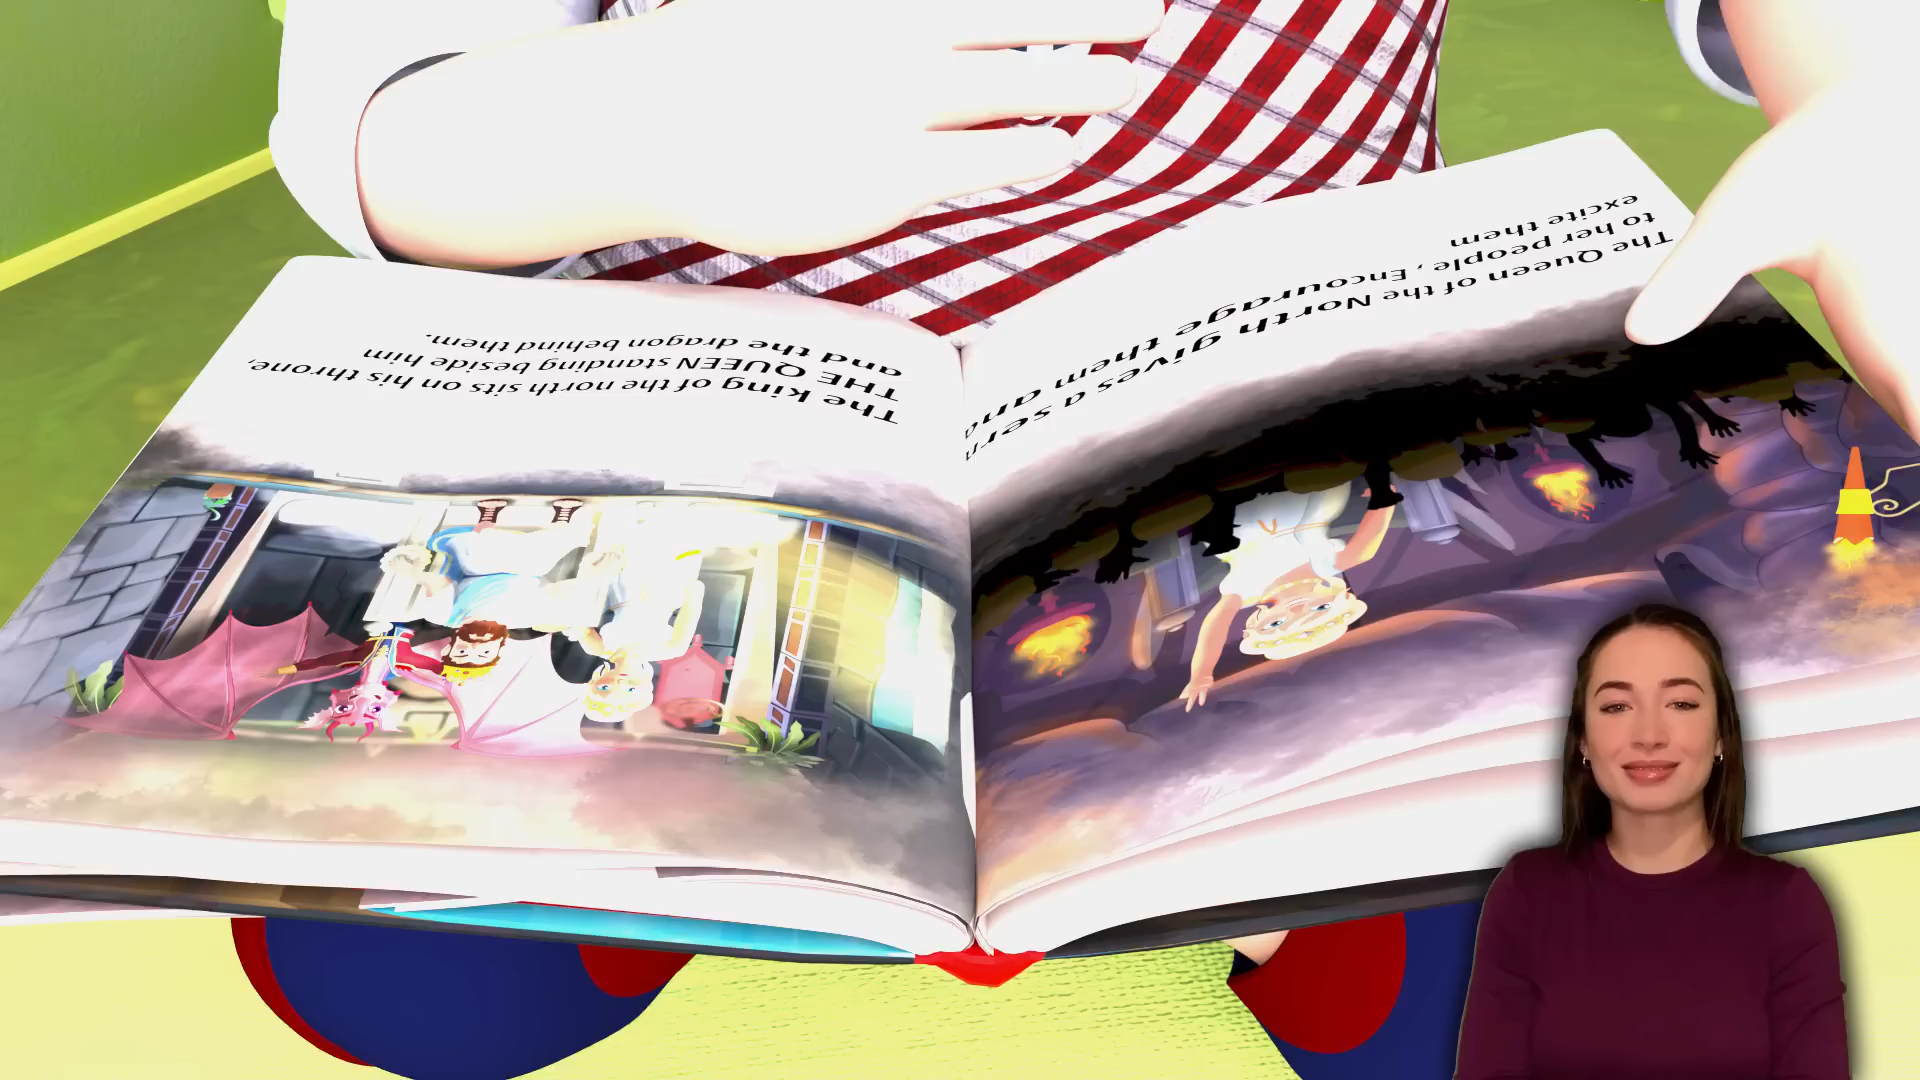 The king of the north sits on his throne,
THE QUEEN standing beside him
and the dragon behind them.
The Queen of the North gives a serm
to her people, Encourage them and
excite them